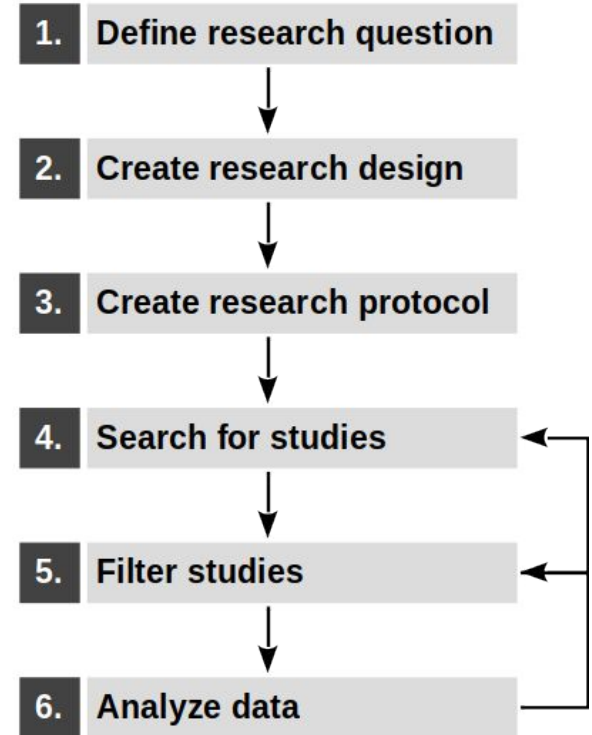 1. Define research question
2. Create research design
3. Create research protocol
4. Search for studies
5. Filter studies
6. Analyze data